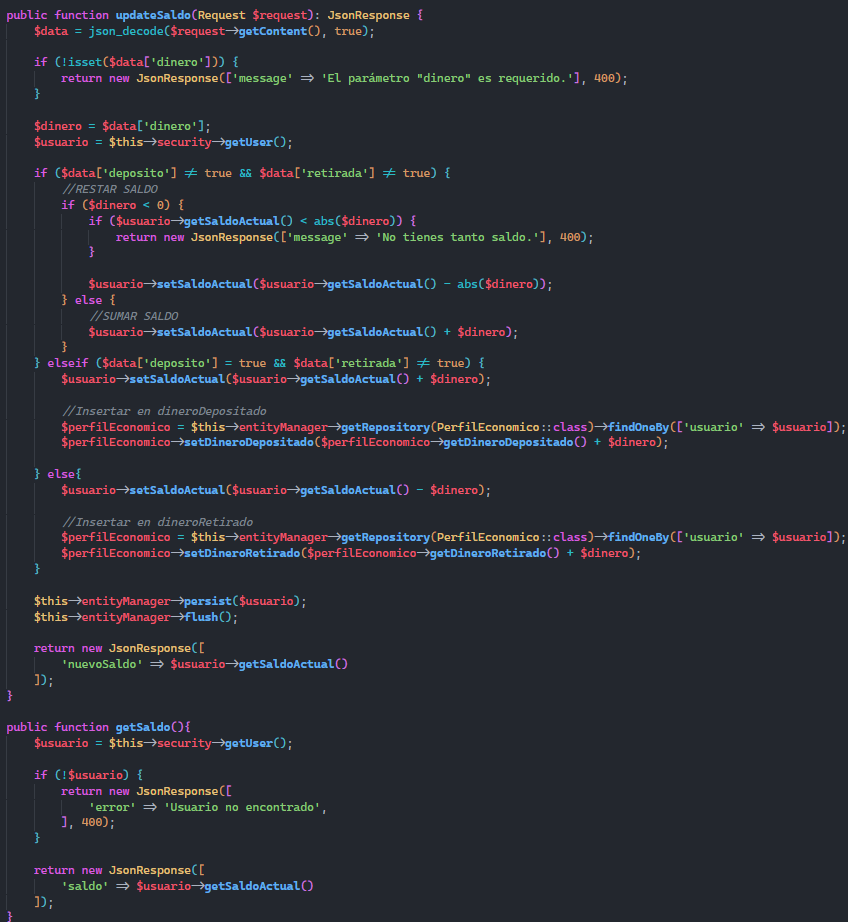 public function updateSaldo(Request $request): JsonResponse {
    $data = json_decode($request->getContent(), true);

    if (!isset($data['dinero'])) {
        return new JsonResponse(['message' => 'El parámetro "dinero" es requerido.'], 400);
    }

    $dinero = $data['dinero'];
    $usuario = $this->security->getUser();

    if ($data['deposito'] != true && $data['retirada'] != true) {
        //RESTAR SALDO
        if ($dinero < 0) {
            if ($usuario->getSaldoActual() < abs($dinero)) {
                return new JsonResponse(['message' => 'No tienes tanto saldo.'], 400);
            }

            $usuario->setSaldoActual($usuario->getSaldoActual() - abs($dinero));
        } else {
            //SUMAR SALDO
            $usuario->setSaldoActual($usuario->getSaldoActual() + $dinero);
        }
    } elseif ($data['deposito'] = true && $data['retirada'] != true) {
        $usuario->setSaldoActual($usuario->getSaldoActual() + $dinero);

        //Insertar en dineroDepositado
        $perfilEconomico = $this->entityManager->getRepository(PerfilEconomico::class)->findOneBy(['usuario' => $usuario]);
        $perfilEconomico->setDineroDepositado($perfilEconomico->getDineroDepositado() + $dinero);

    } else{
        $usuario->setSaldoActual($usuario->getSaldoActual() - $dinero);

        //Insertar en dineroRetirado
        $perfilEconomico = $this->entityManager->getRepository(PerfilEconomico::class)->findOneBy(['usuario' => $usuario]);
        $perfilEconomico->setDineroRetirado($perfilEconomico->getDineroRetirado() + $dinero);
    }

    $this->entityManager->persist($usuario);
    $this->entityManager->flush();

    return new JsonResponse([
        'nuevoSaldo' => $usuario->getSaldoActual()
    ]);
}

public function getSaldo(){
    $usuario = $this->security->getUser();

    if (!$usuario) {
        return new JsonResponse([
            'error' => 'Usuario no encontrado',
        ], 400);
    }

    return new JsonResponse([
        'saldo' => $usuario->getSaldoActual()
    ]);
}